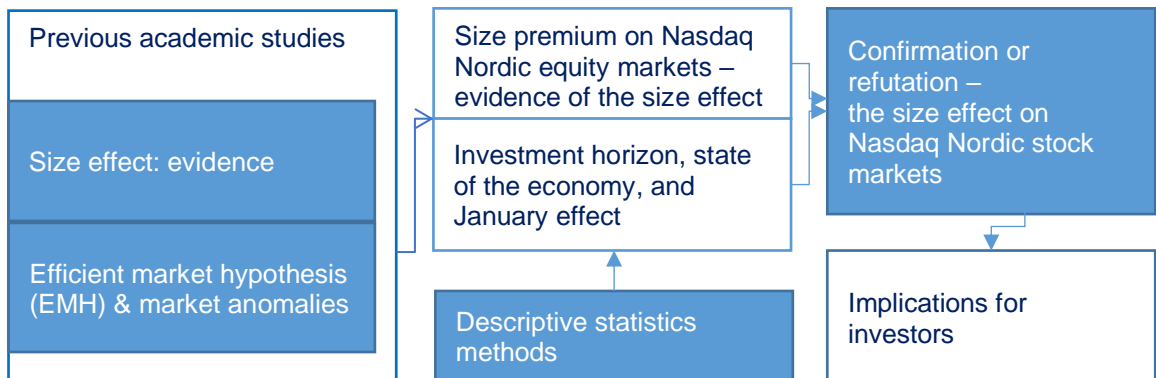 Previous academic studies
Size effect: evidence
Efficient market hypothesis
(EMH) & market anomalies
Size premium on Nasdaq
Nordic equity markets –
evidence of the size effect
Investment horizon, state
of the economy, and
January effect
Descriptive statistics
methods
Confirmation or
refutation –
the size effect on
Nasdaq Nordic stock
markets
Implications for
investors